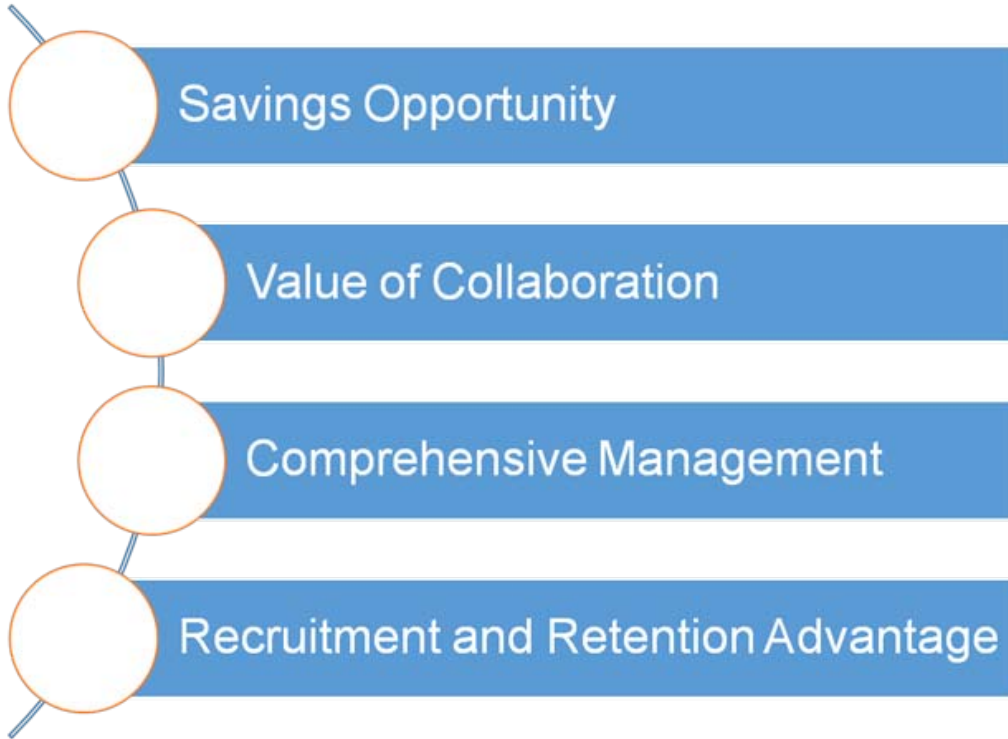 Savings Opportunity
Value of Collaboration
Comprehensive Management
Recruitment and Retention Advantage